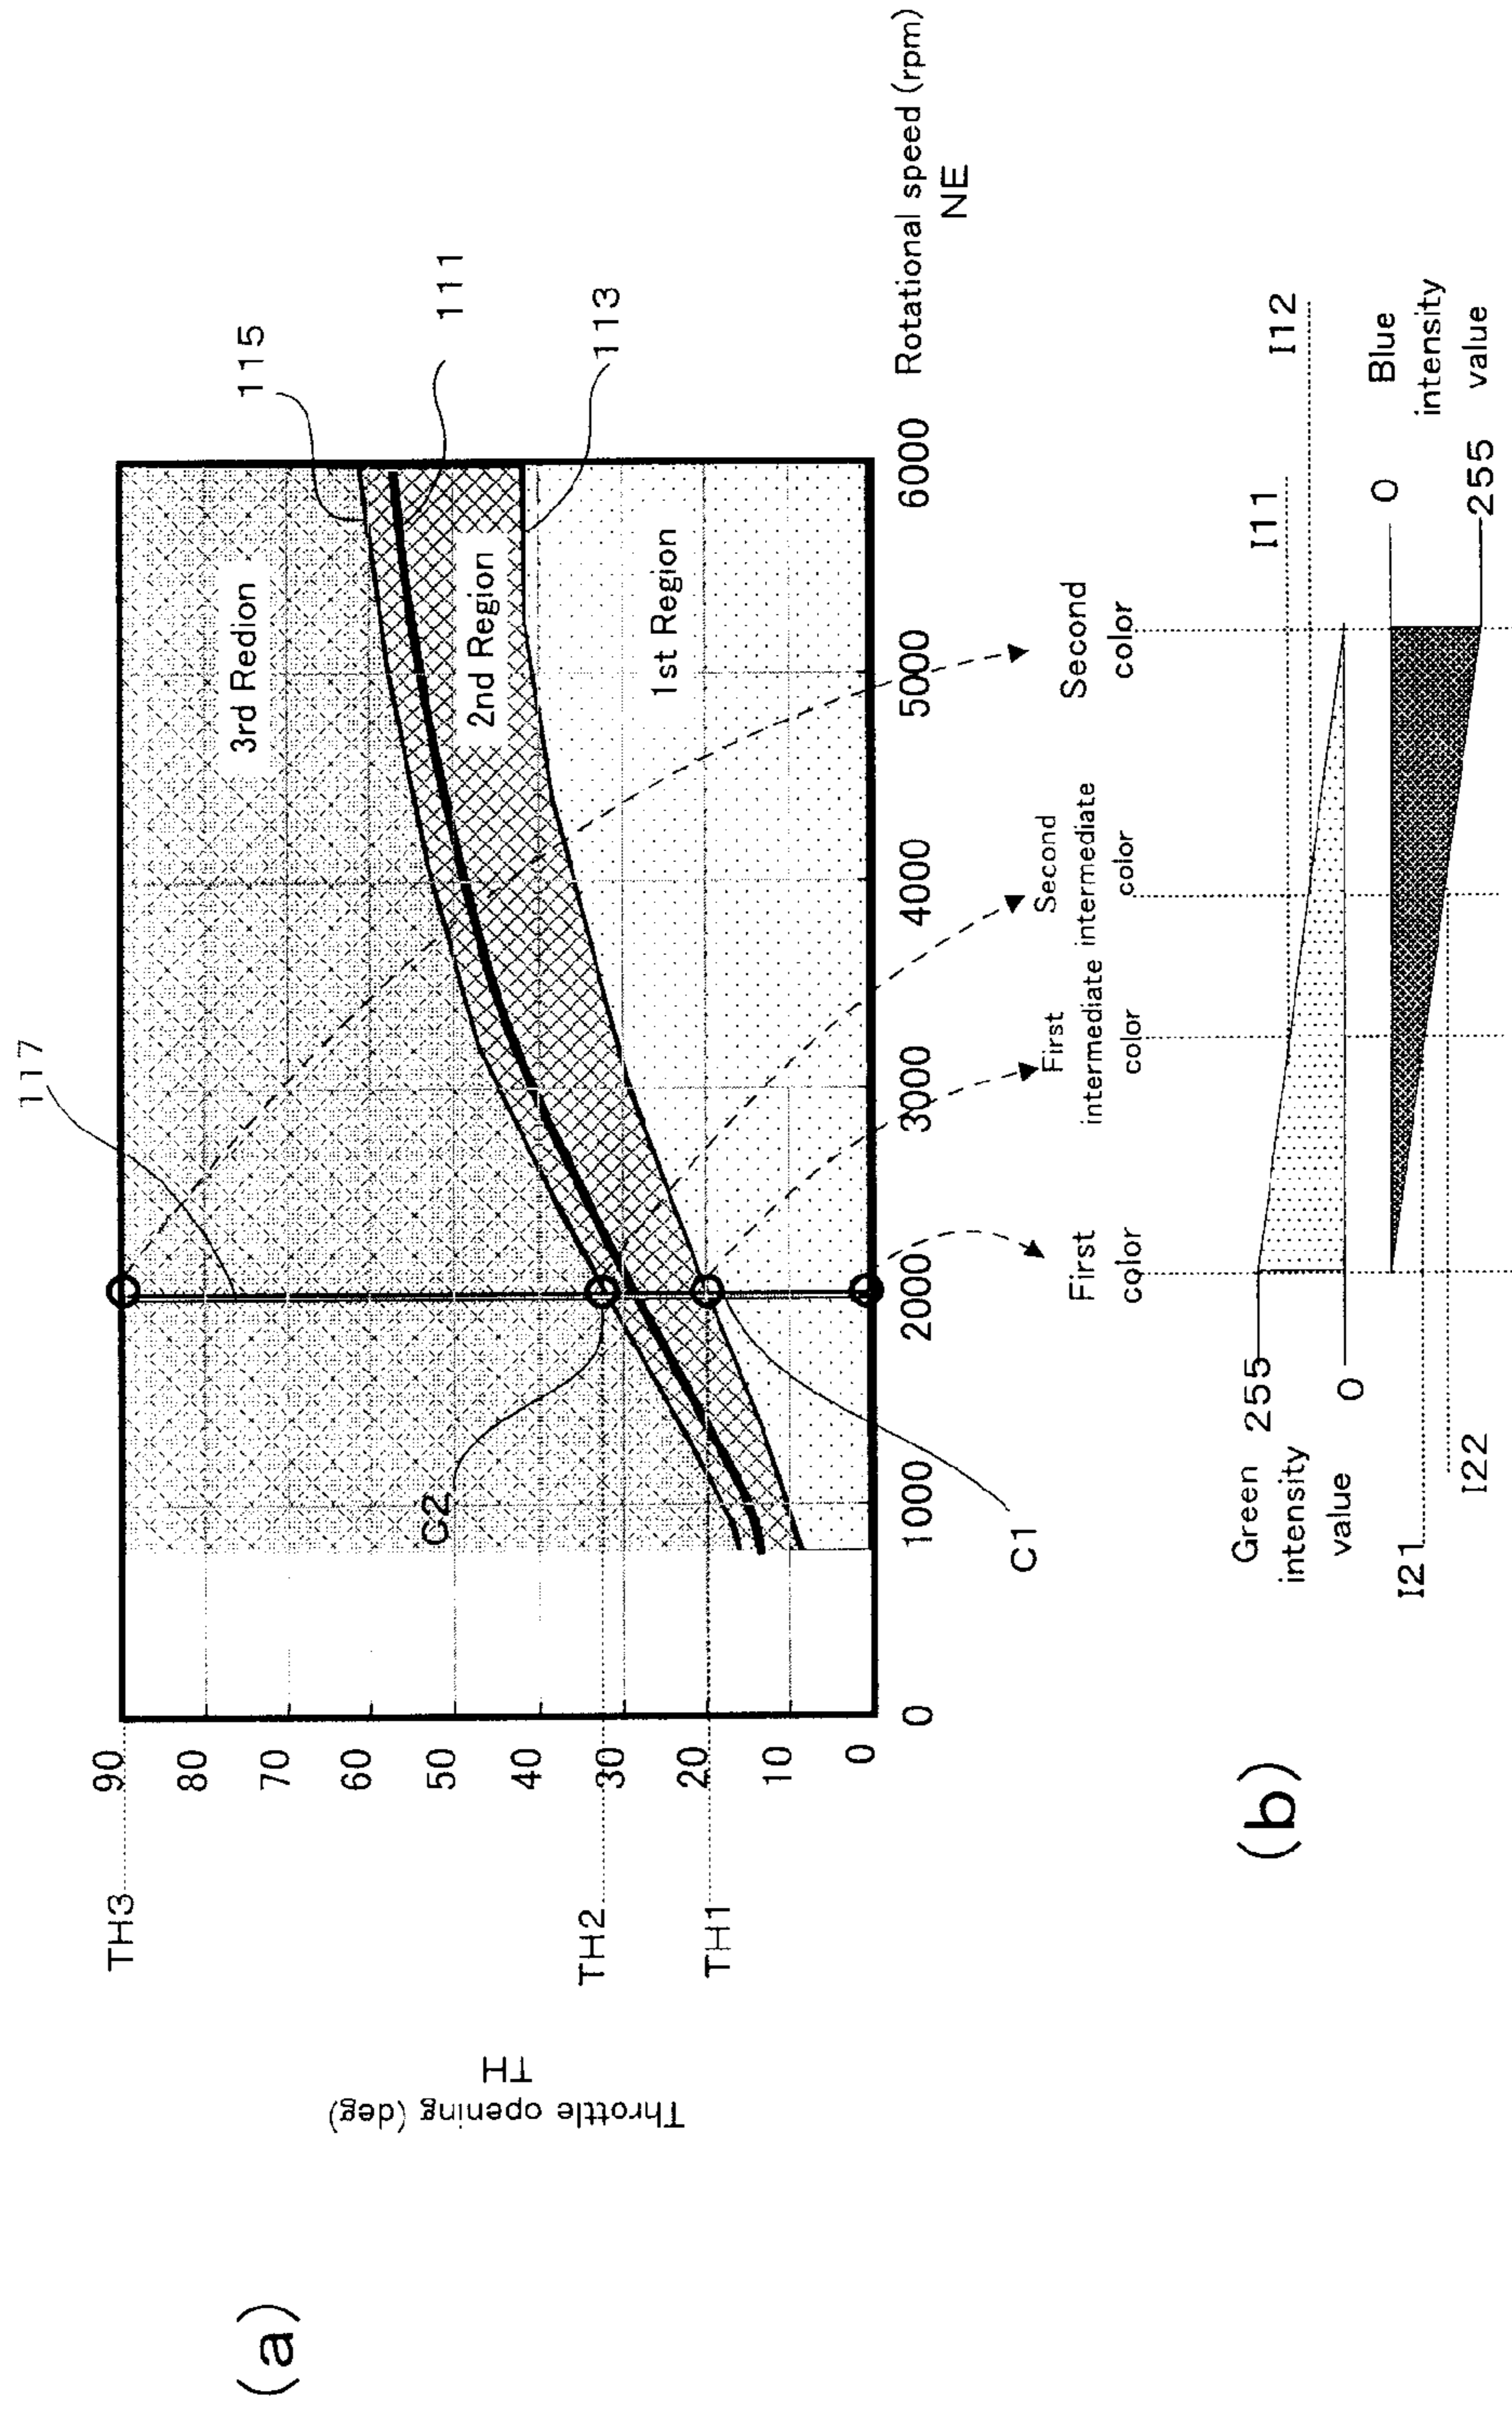 (a)
Throttle opening (deg)
TH
TH3
TH2
TH1
90
80
70
60
50
40
30
20
10
0
117
115
111
113
3rd Redion
2nd Region
1st Region
C2
C1
0
1000
2000
3000
4000
5000
6000
Rotational speed (rpm)
NE
(b)
First
color
First
intermediate
color
Second
intermediate
color
Second
color
Green
intensity
value
255
0
I11
I12
I21
I22
0
255
Blue
intensity
value